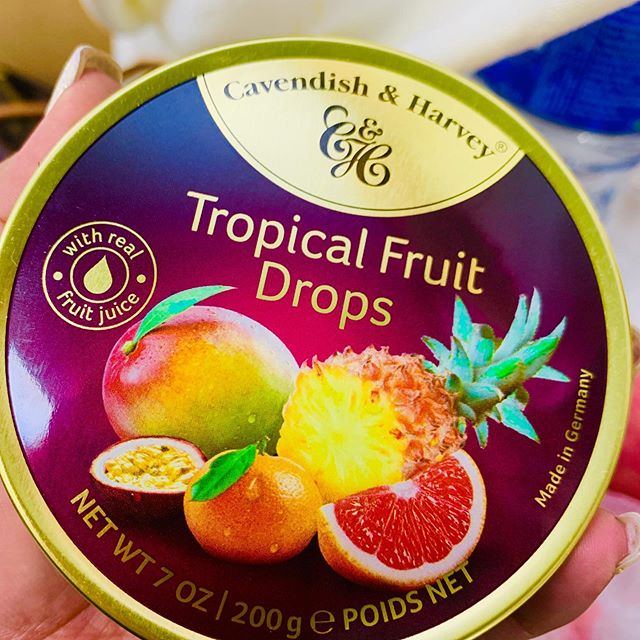 Cavendish & Harvey®
C&H
Tropical Fruit
Drops
with real
fruit juice
Made in Germany
NET WT 7 OZ | 200g ℮ POIDS NET